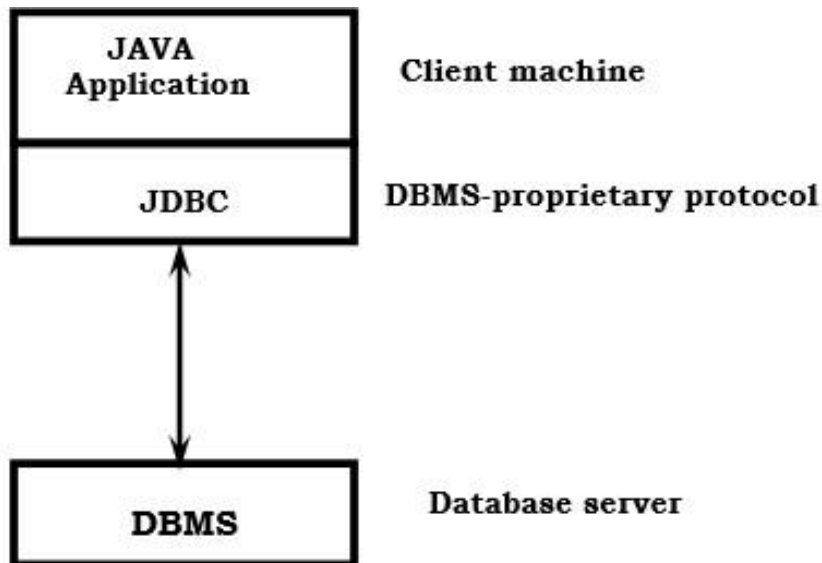 JAVA
Application
Client machine
JDBC
DBMS-proprietary protocol
DBMS
Database server